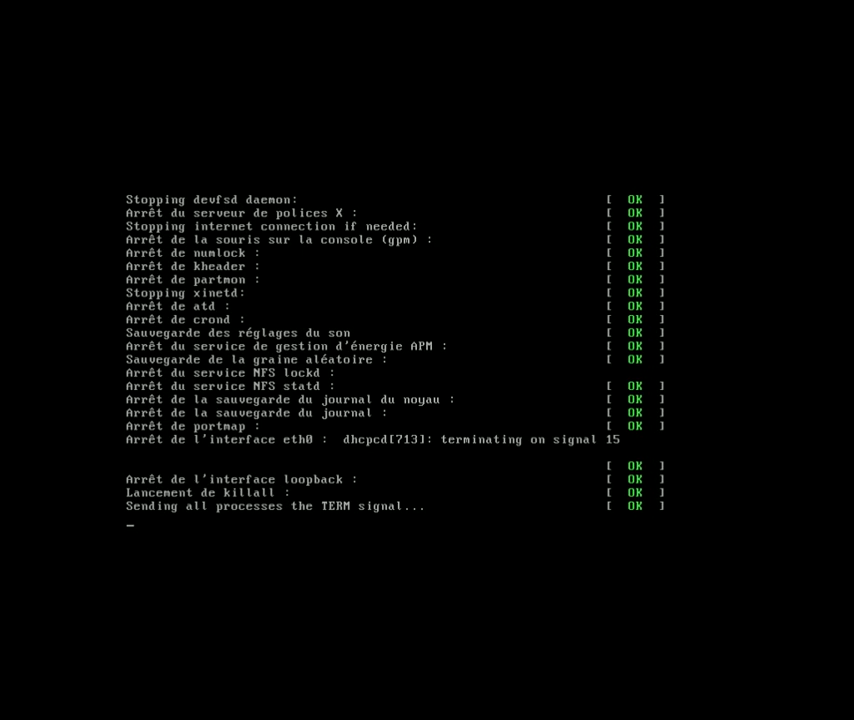 Stopping devfsd daemon: [ OK ]
Arrêt du serveur de polices X : [ OK ]
Stopping internet connection if needed: [ OK ]
Arrêt de la souris sur la console (gpm) : [ OK ]
Arrêt de numlock : [ OK ]
Arrêt de kheader : [ OK ]
Arrêt de partmon : [ OK ]
Stopping xinetd: [ OK ]
Arrêt de atd : [ OK ]
Arrêt de crond : [ OK ]
Sauvegarde des réglages du son [ OK ]
Arrêt du service de gestion d'énergie APM : [ OK ]
Sauvegarde de la graine aléatoire : [ OK ]
Arrêt du service NFS lockd :
Arrêt du service NFS statd : [ OK ]
Arrêt de la sauvegarde du journal du noyau : [ OK ]
Arrêt de la sauvegarde du journal : [ OK ]
Arrêt de portmap : [ OK ]
Arrêt de l'interface eth0 : dhcpcd[713]: terminating on signal 15
[ OK ]
Arrêt de l'interface loopback : [ OK ]
Lancement de killall : [ OK ]
Sending all processes the TERM signal... [ OK ]
_